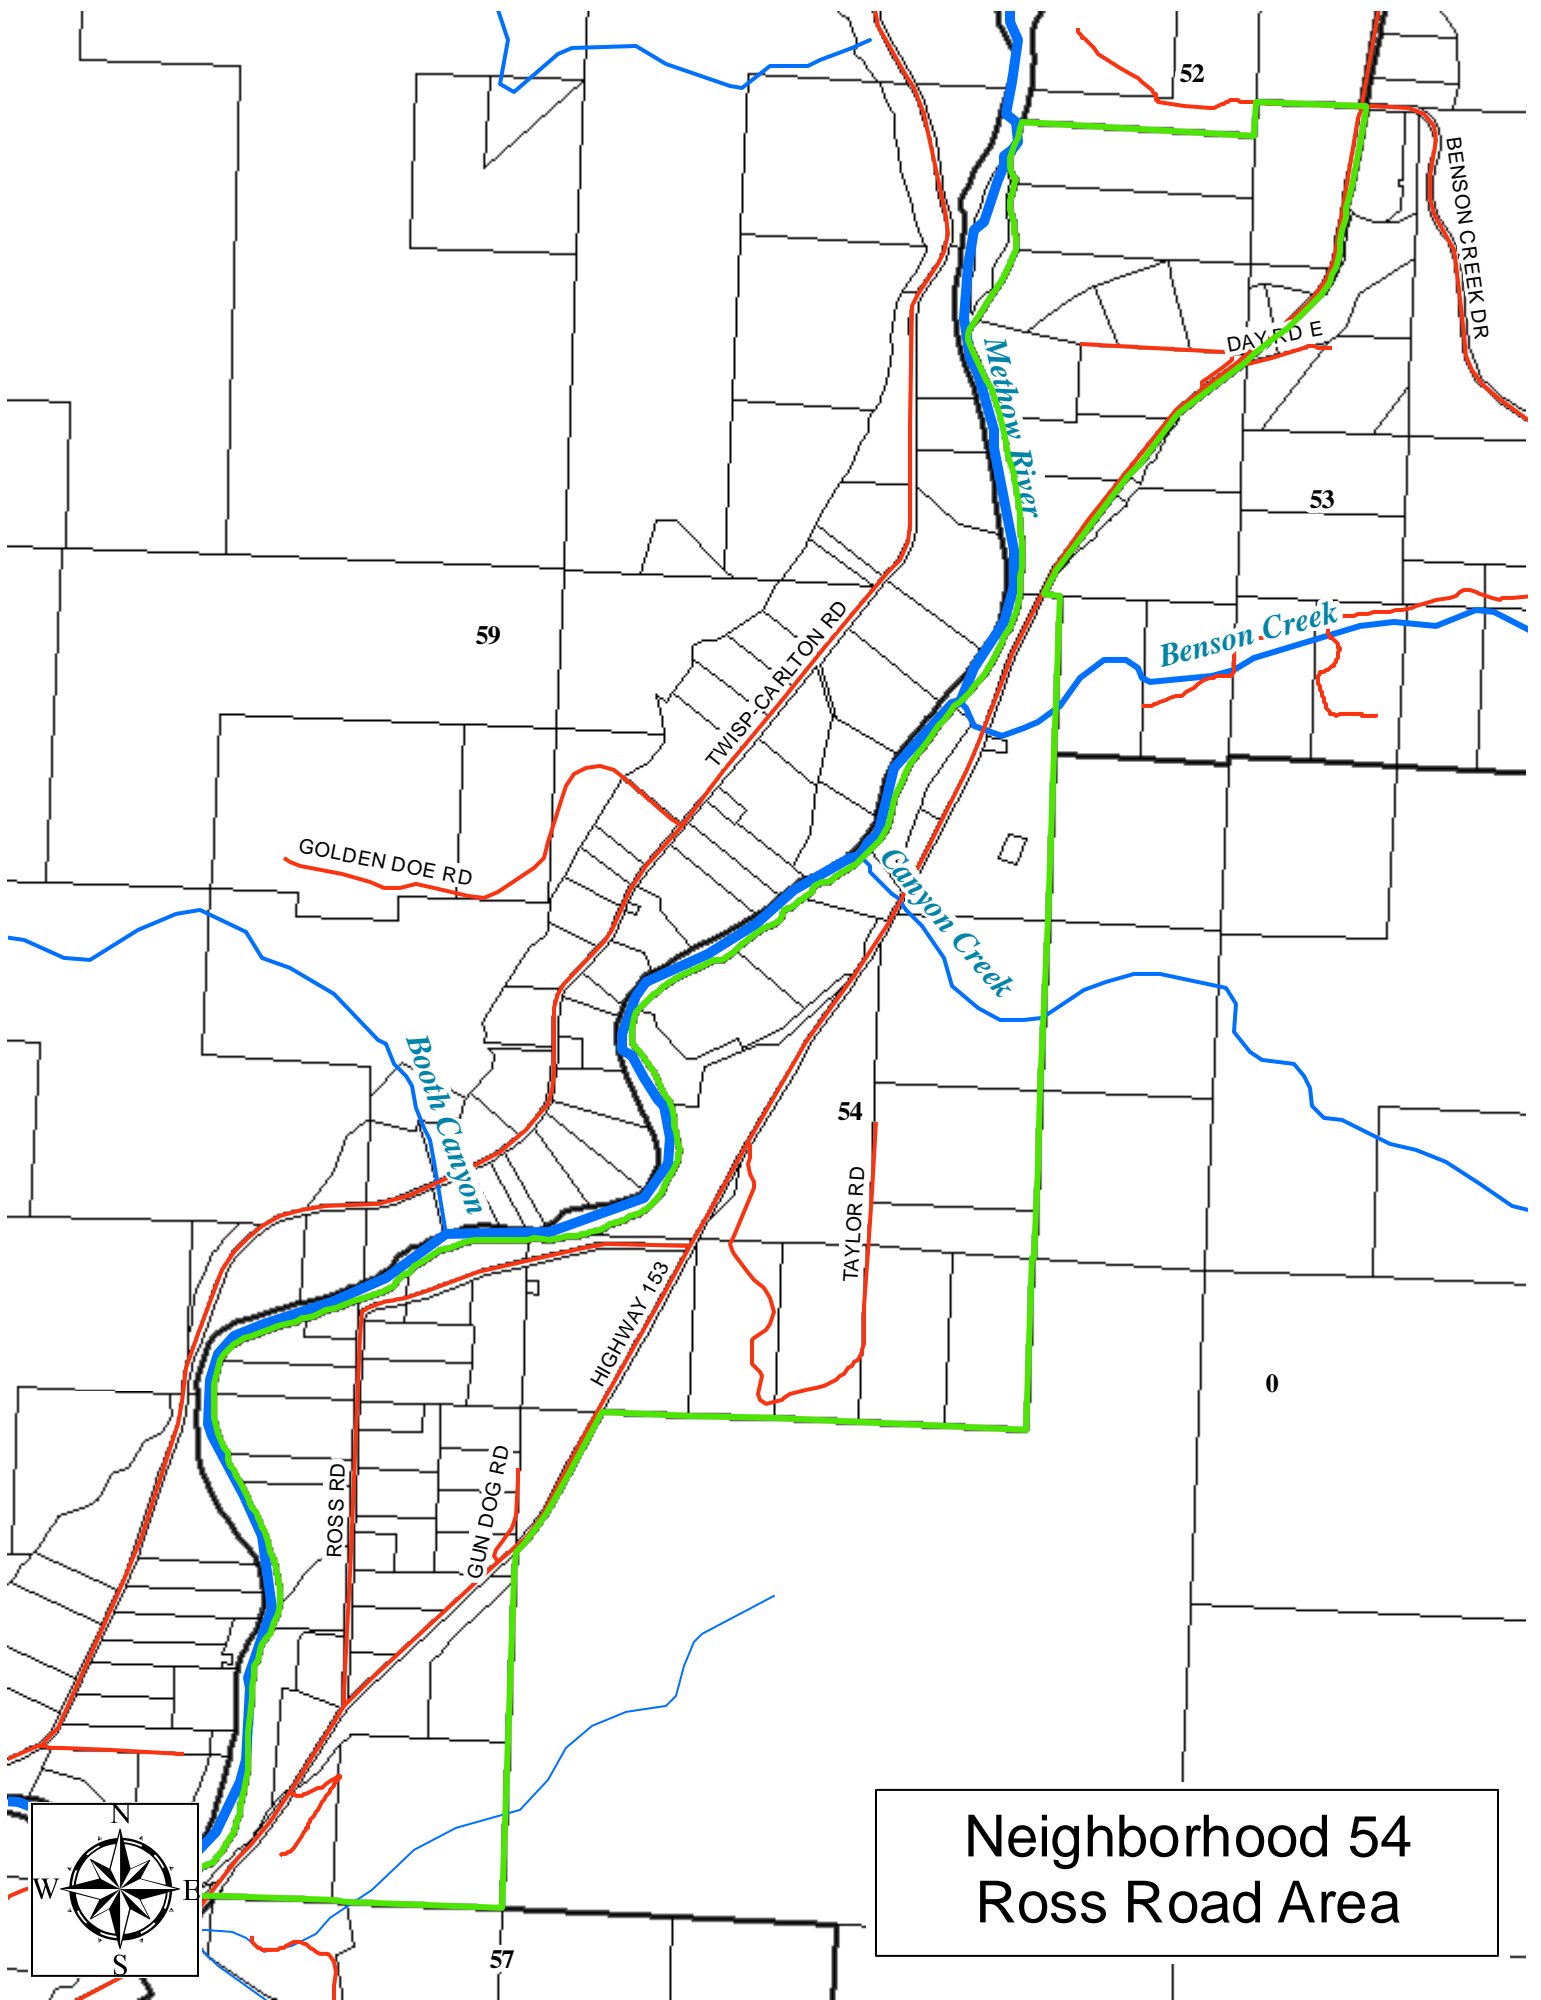 52
BENSON CREEK DR
DAY RD E
Methow River
53
Benson Creek
59
TWISP-CARLTON RD
GOLDEN DOE RD
Canyon Creek
Booth Canyon
54
TAYLOR RD
HIGHWAY 153
0
ROSS RD
GUN DOG RD
N
W E
S
57
Neighborhood 54
Ross Road Area